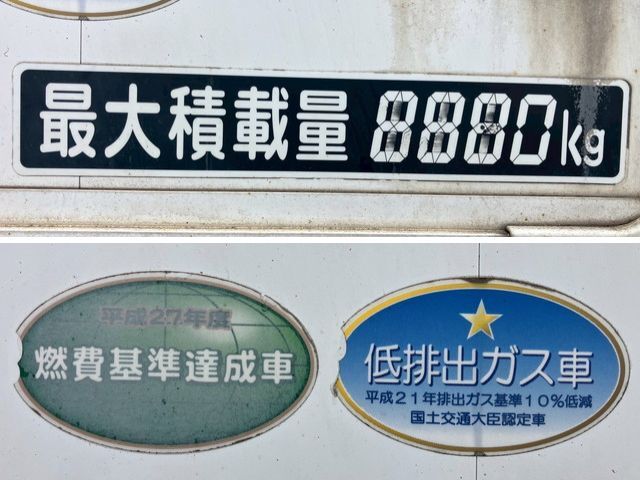 最大積載量 8880kg
平成27年度
燃費基準達成車
低排出ガス車
平成21年排出ガス基準10%低減
国土交通大臣認定車